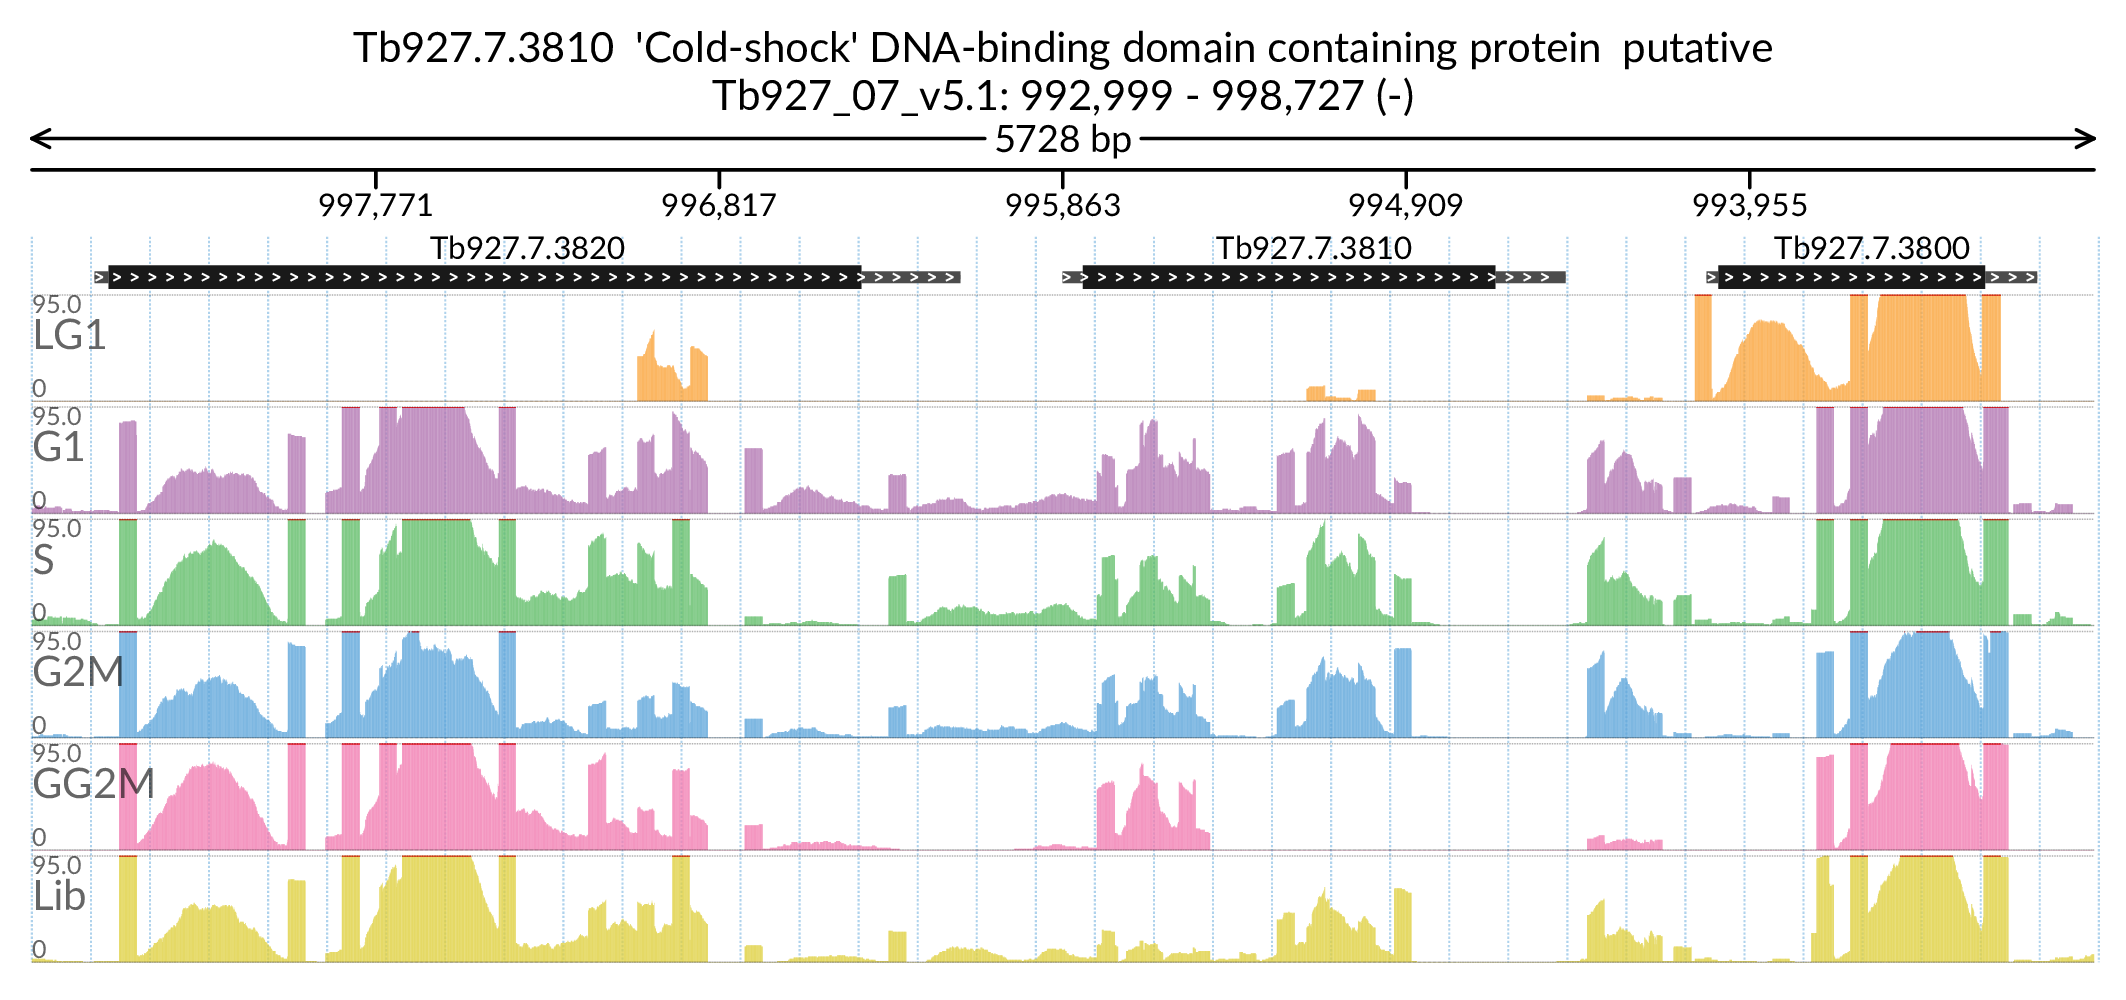 Tb927.7.3810 'Cold-shock' DNA-binding domain containing protein putative
Tb927_07_v5.1: 992,999 - 998,727 (-)
5728 bp
997,771 996,817 995,863 994,909 993,955
Tb927.7.3820 Tb927.7.3810 Tb927.7.3800
95.0
LG1
0
95.0
G1
0
95.0
S
0
95.0
G2M
0
95.0
GG2M
0
95.0
Lib
0